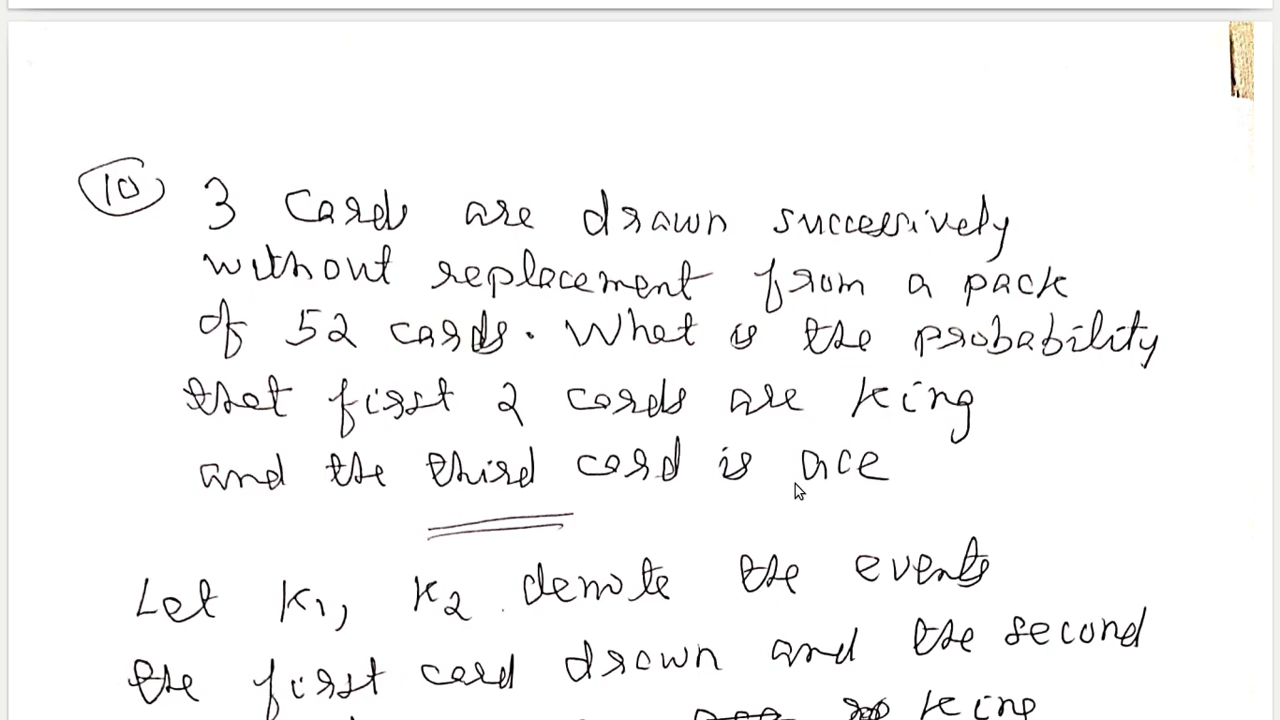 10 3 cards are drawn successively
without replacement from a pack
of 52 cards. What is the probability
that first 2 cards are king
and the third card is ace
Let K1, K2 denote the events
the first card drawn and the second
king